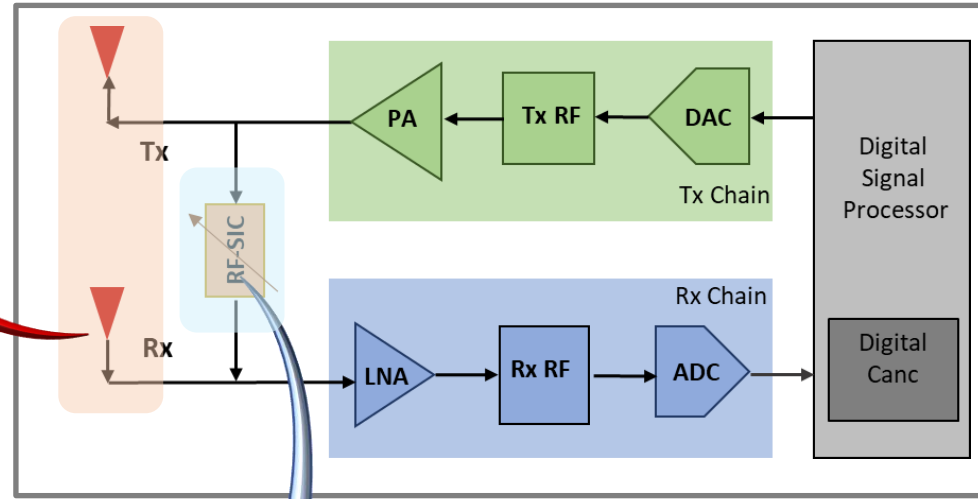 PA
Tx RF
DAC
Tx Chain
Tx
RF-SIC
Rx
Rx Chain
LNA
Rx RF
ADC
Digital
Signal
Processor
Digital
Canc